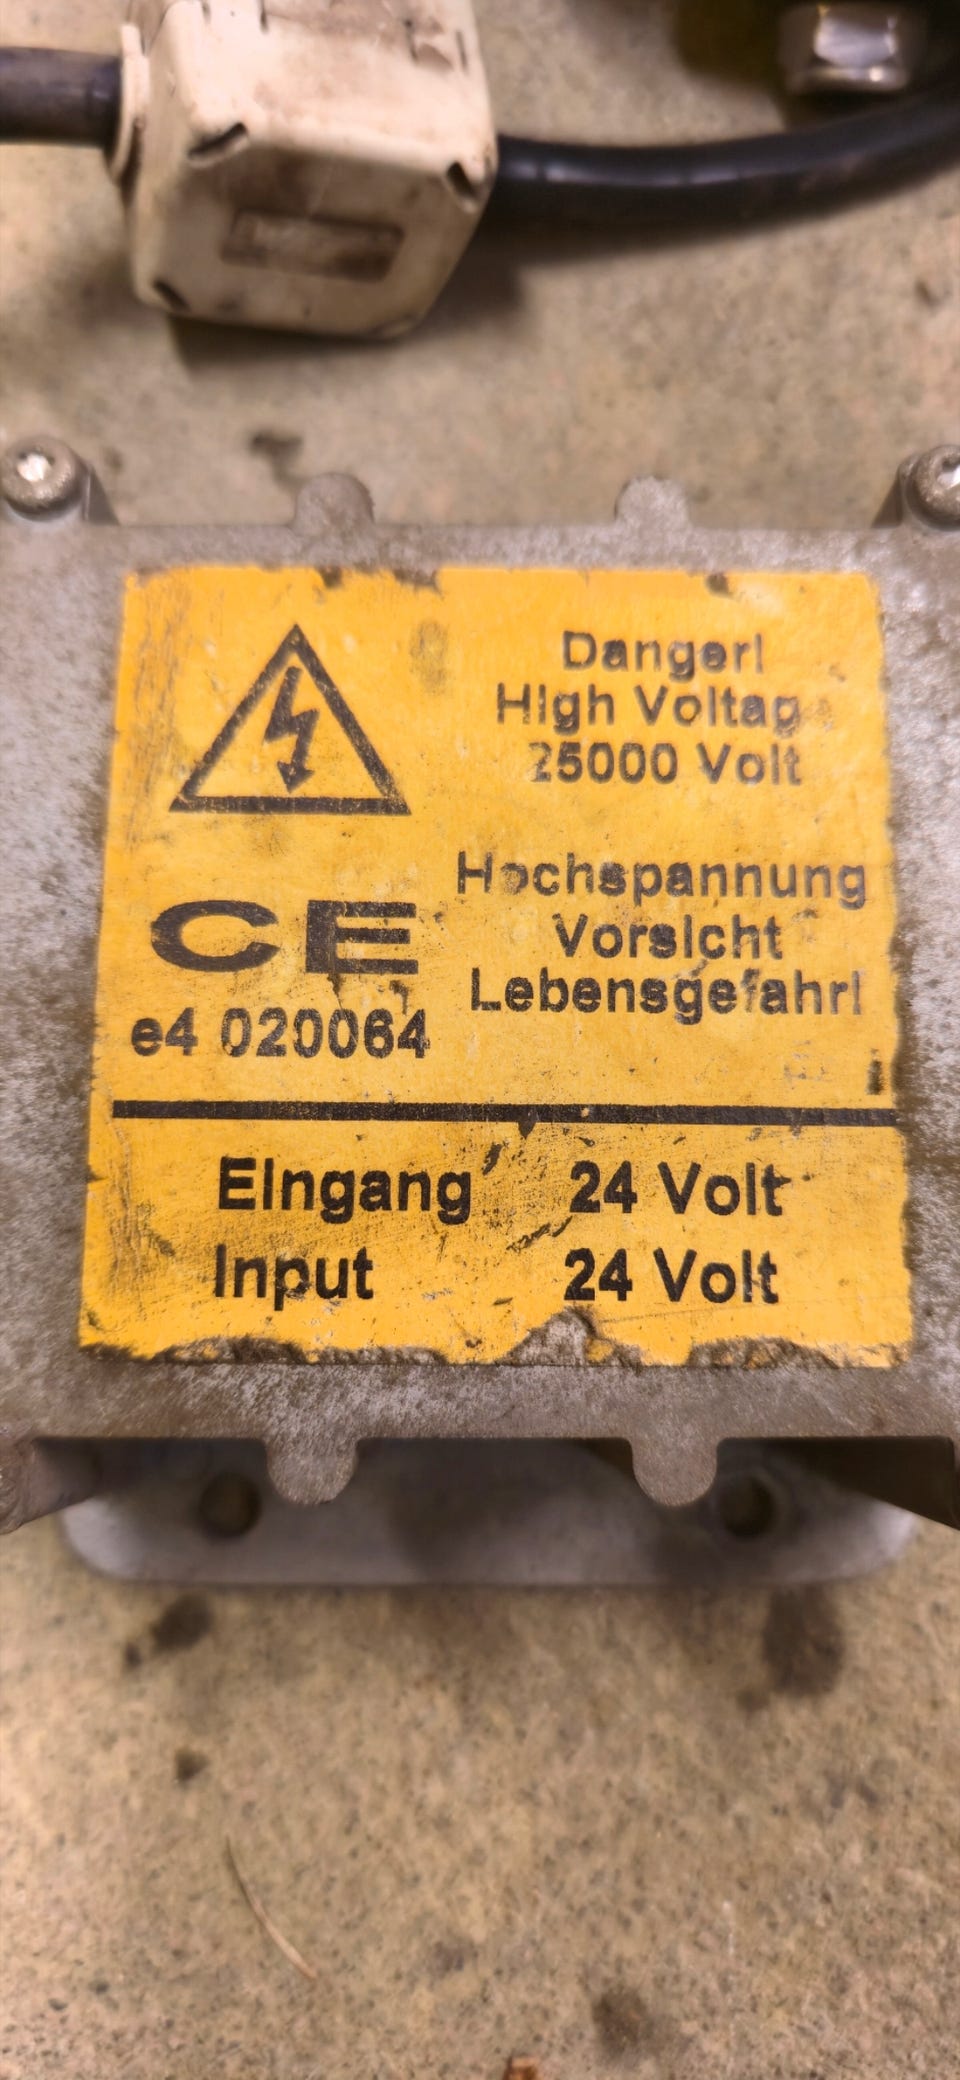 Danger!
High Voltag
25000 Volt
Hochspannung
Vorsicht
Lebensgefahr!
CE
e4 020064
Eingang 24 Volt
Input 24 Volt